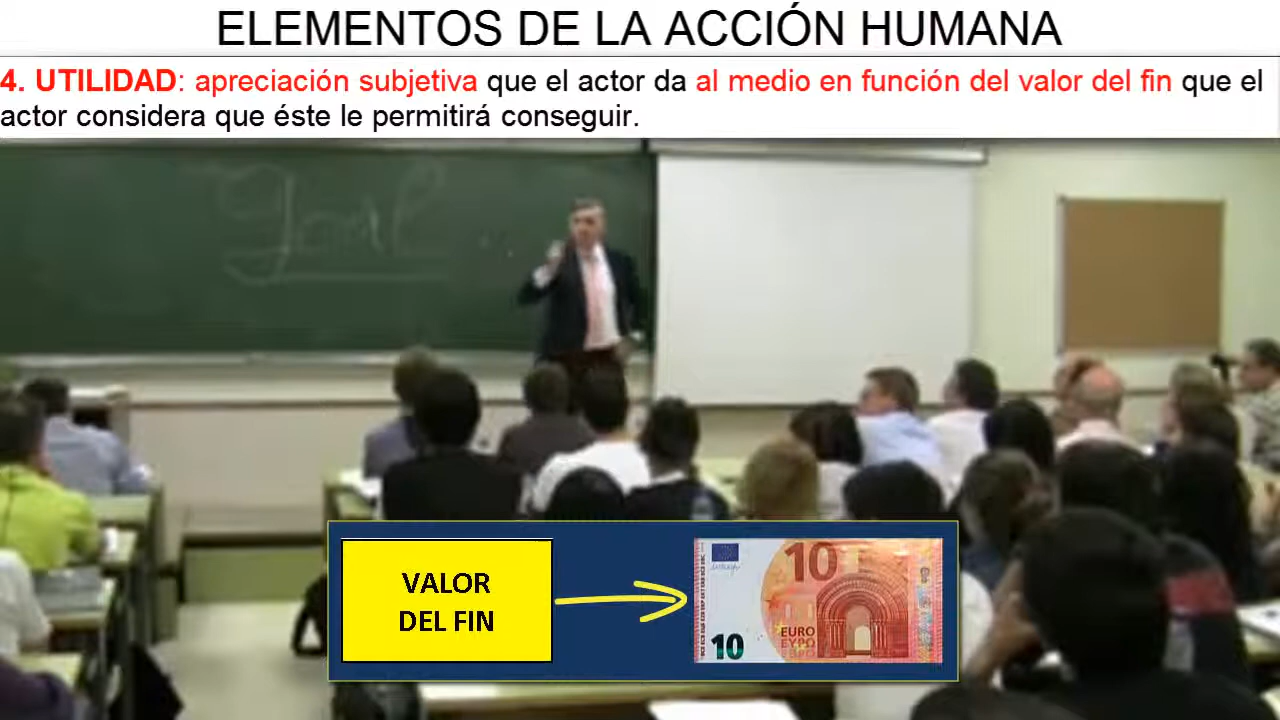 ELEMENTOS DE LA ACCIÓN HUMANA
4. UTILIDAD: apreciación subjetiva que el actor da al medio en función del valor del fin que el
actor considera que éste le permitirá conseguir.
VALOR
DEL FIN
10
EURO
ΕΥΡΩ
10